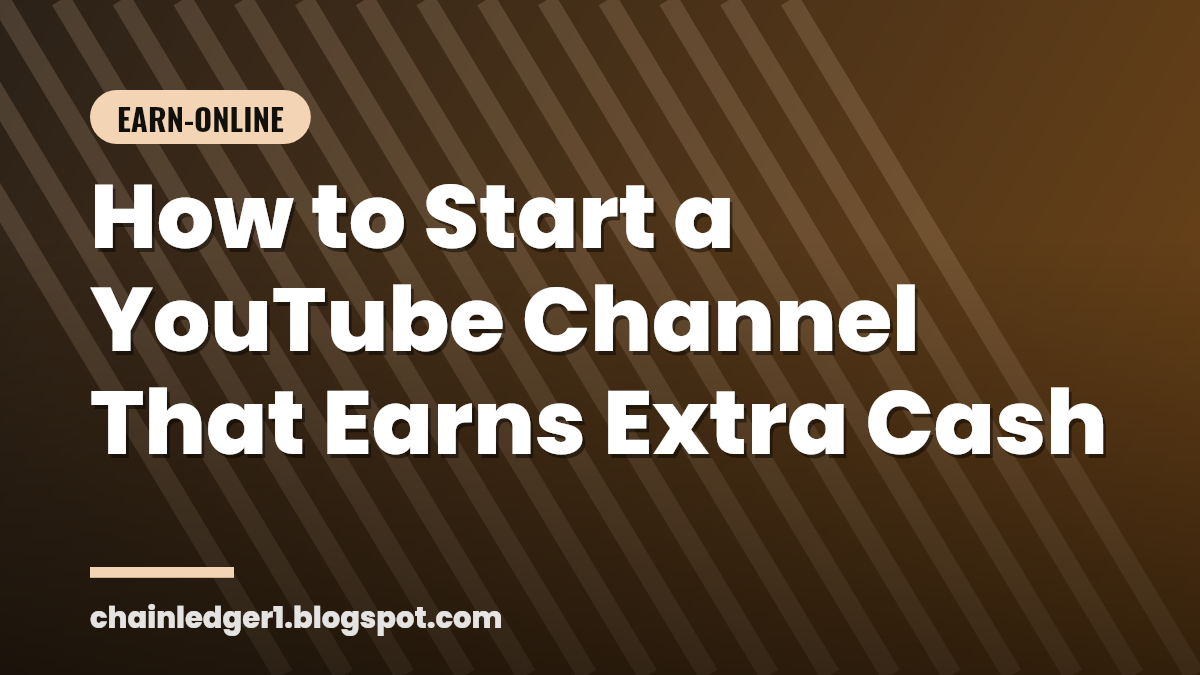 EARN-ONLINE
How to Start a
YouTube Channel
That Earns Extra Cash
chainledger1.blogspot.com